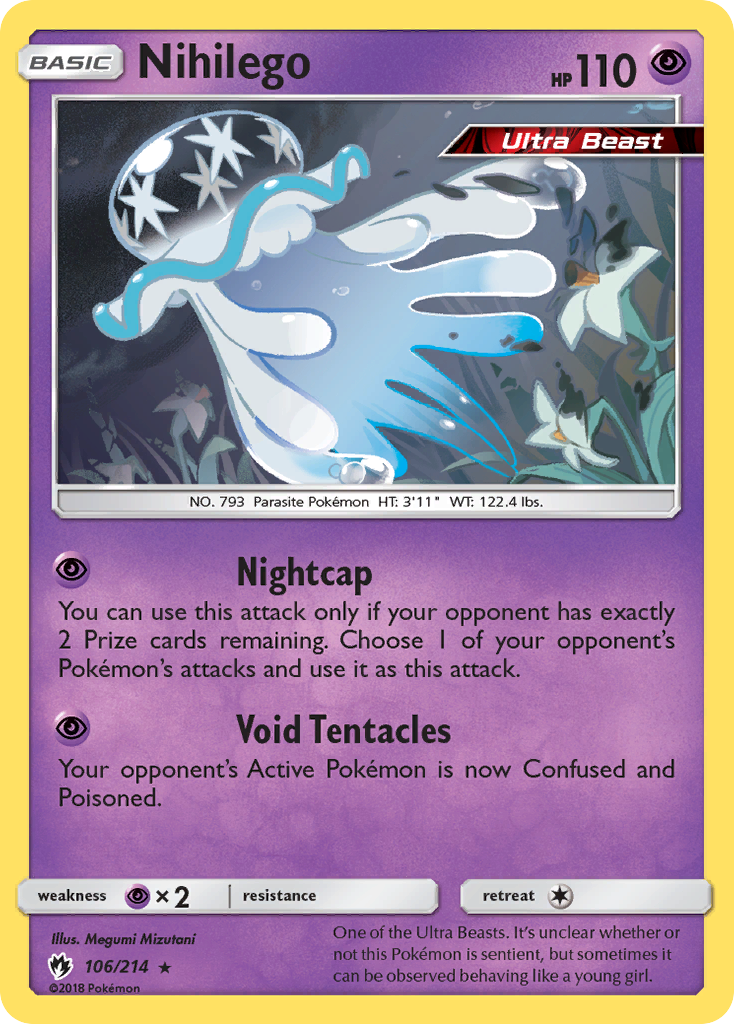 BASIC Nihilego HP 110
Ultra Beast
NO. 793 Parasite Pokémon HT: 3'11" WT: 122.4 lbs.
Nightcap
You can use this attack only if your opponent has exactly
2 Prize cards remaining. Choose 1 of your opponent's
Pokémon's attacks and use it as this attack.
Void Tentacles
Your opponent's Active Pokémon is now Confused and
Poisoned.
weakness ×2 resistance retreat
Illus. Megumi Mizutani
106/214 ★
©2018 Pokémon
One of the Ultra Beasts. It's unclear whether or
not this Pokémon is sentient, but sometimes it
can be observed behaving like a young girl.